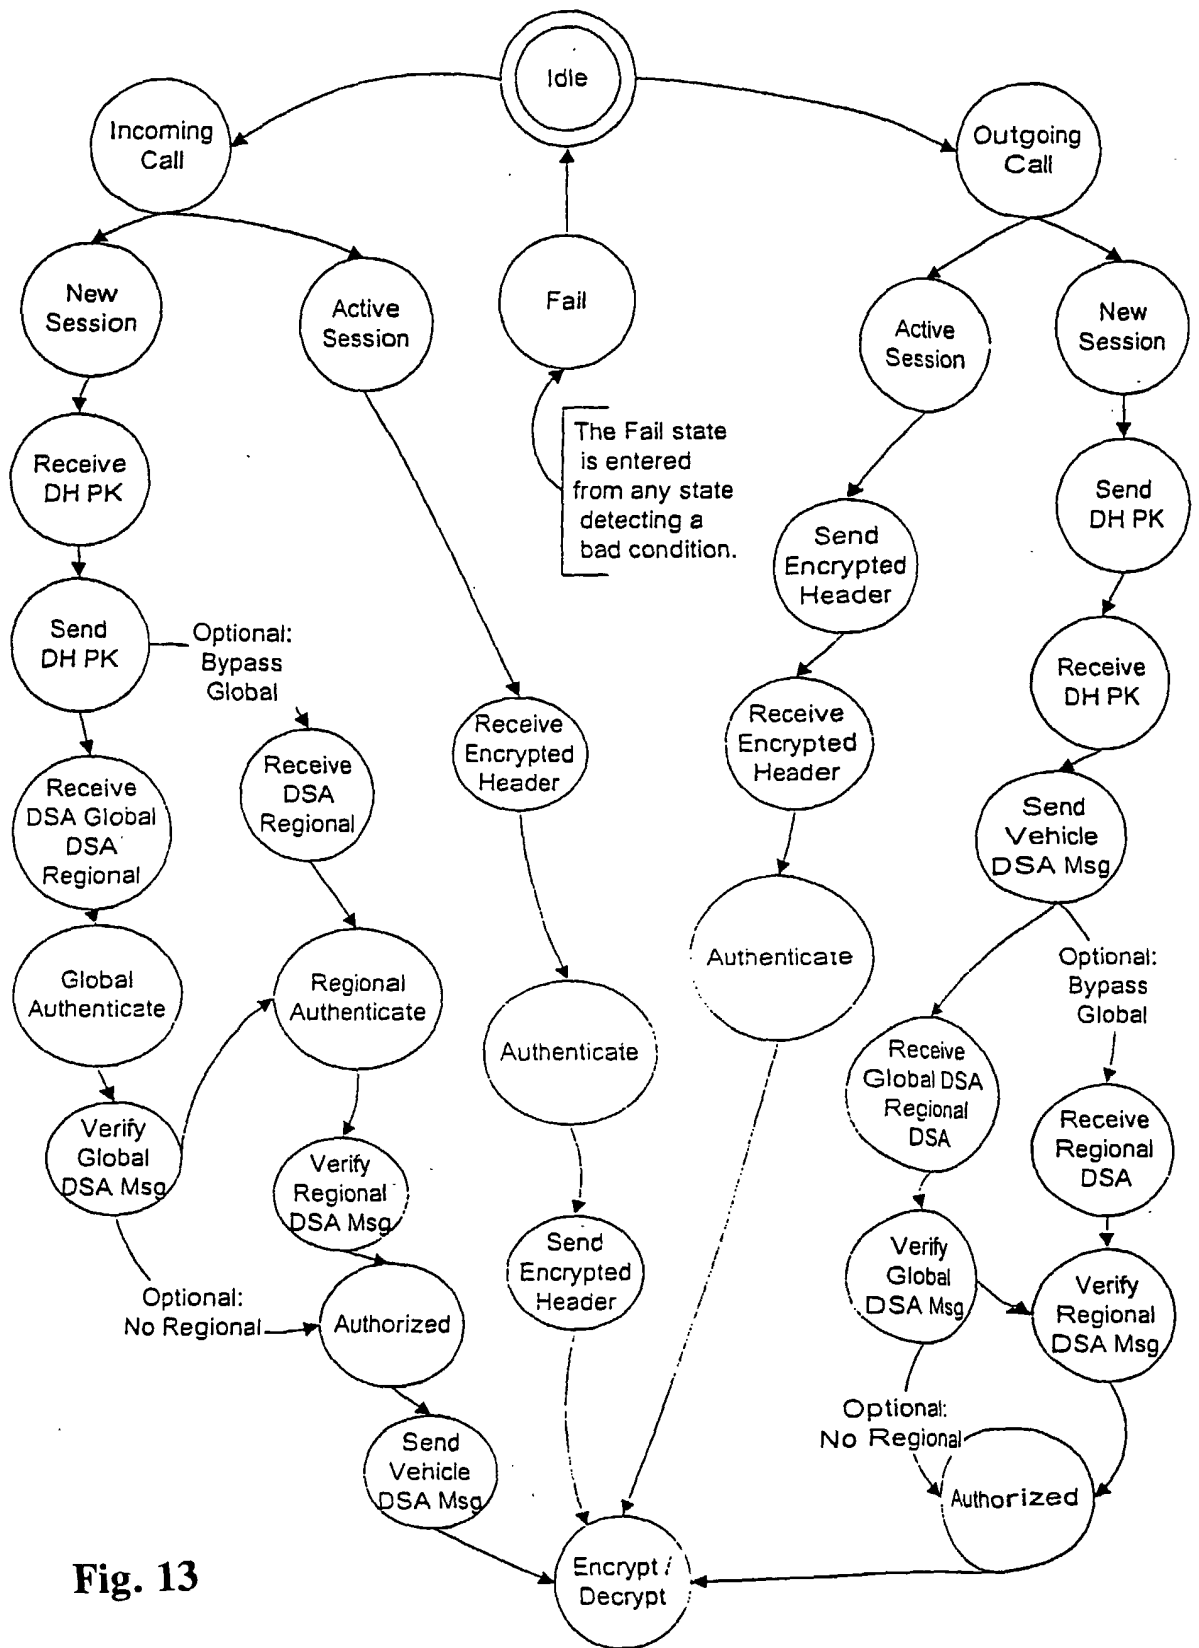 Idle
Incoming
Call
Outgoing
Call
New
Session
Active
Session
Fail
Active
Session
New
Session
The Fail state
is entered
from any state
detecting a
bad condition.
Receive
DH PK
Send
DH PK
Optional:
Bypass
Global
Receive
DSA Global
DSA
Regional
Receive
DSA
Regional
Global
Authenticate
Regional
Authenticate
Verify
Global
DSA Msg
Verify
Regional
DSA Msg
Optional:
No Regional
Authorized
Send
Vehicle
DSA Msg
Receive
Encrypted
Header
Authenticate
Send
Encrypted
Header
Send
Encrypted
Header
Receive
Encrypted
Header
Authenticate
Send
DH PK
Receive
DH PK
Send
Vehicle
DSA Msg
Optional:
Bypass
Global
Receive
Global DSA
Regional
DSA
Receive
Regional
DSA
Verify
Global
DSA Msg
Verify
Regional
DSA Msg
Optional:
No Regional
Authorized
Encrypt /
Decrypt
Fig. 13